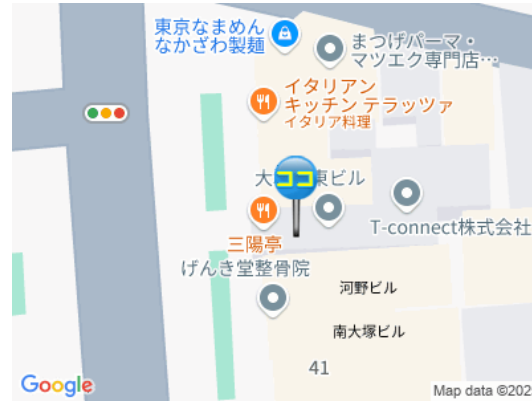 東京なまめん
なかざわ製麺
まつげパーマ・
マツエク専門店…
イタリアン
キッチン テラッツァ
イタリア料理
大
ココ
東ビル
T-connect株式会社
三陽亭
げんき堂整骨院
河野ビル
南大塚ビル
41
Google
Map data ©202